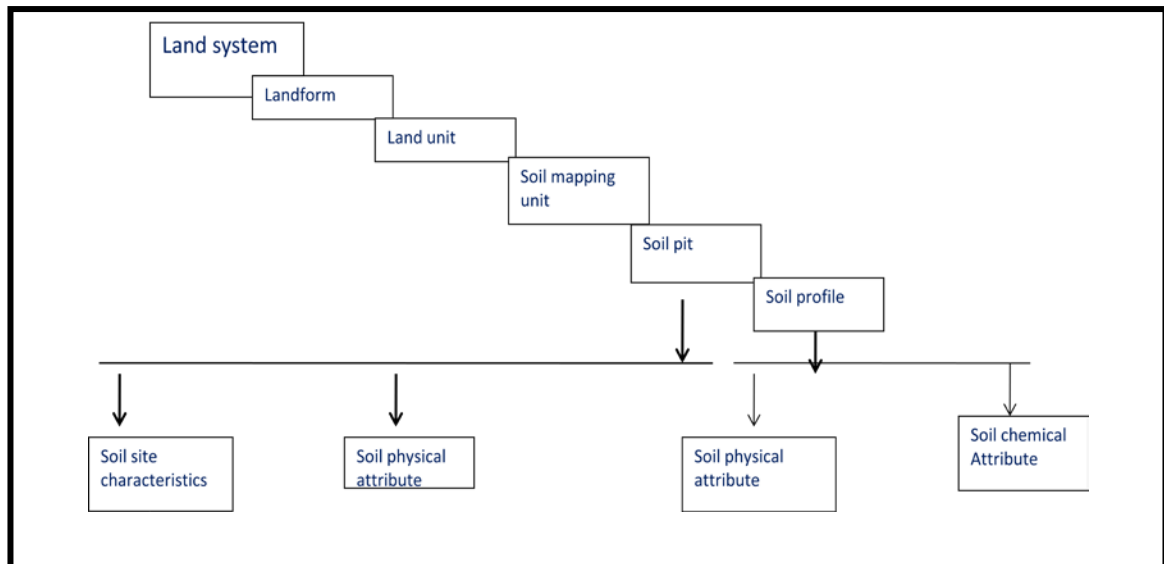 Land system
Landform
Land unit
Soil mapping
unit
Soil pit
Soil profile
Soil site
characteristics
Soil physical
attribute
Soil physical
attribute
Soil chemical
Attribute